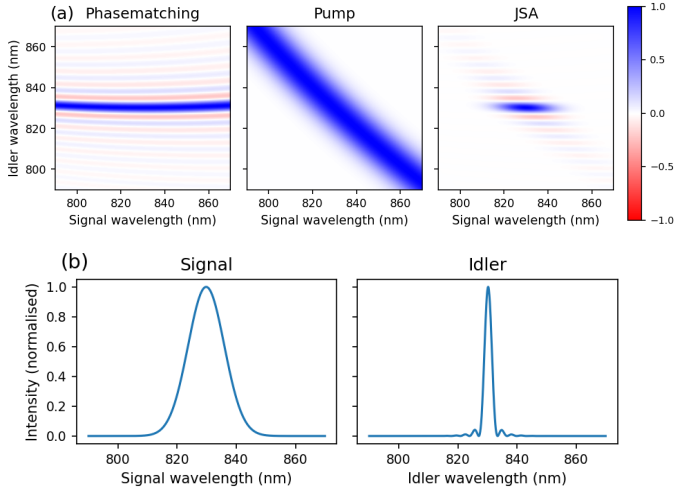 (a) Phasematching Pump JSA
Idler wavelength (nm)
860
840
820
800
800 820 840 860 800 820 840 860 800 820 840 860
Signal wavelength (nm) Signal wavelength (nm) Signal wavelength (nm)
1.0
0.5
0.0
−0.5
−1.0
(b) Signal Idler
Intensity (normalised)
1.0
0.8
0.6
0.4
0.2
0.0
800 820 840 860 800 820 840 860
Signal wavelength (nm) Idler wavelength (nm)